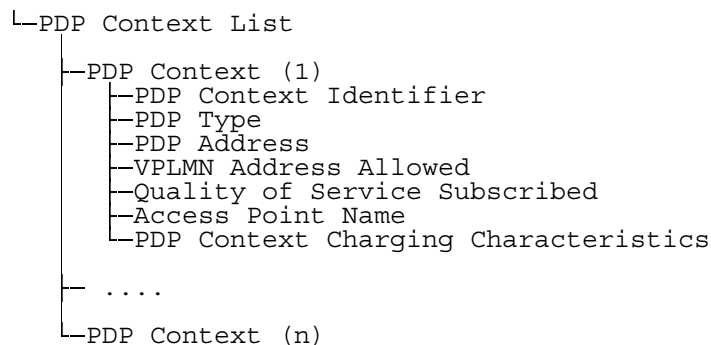 PDP Context List
PDP Context (1)
PDP Context Identifier
PDP Type
PDP Address
VPLMN Address Allowed
Quality of Service Subscribed
Access Point Name
PDP Context Charging Characteristics
....
PDP Context (n)